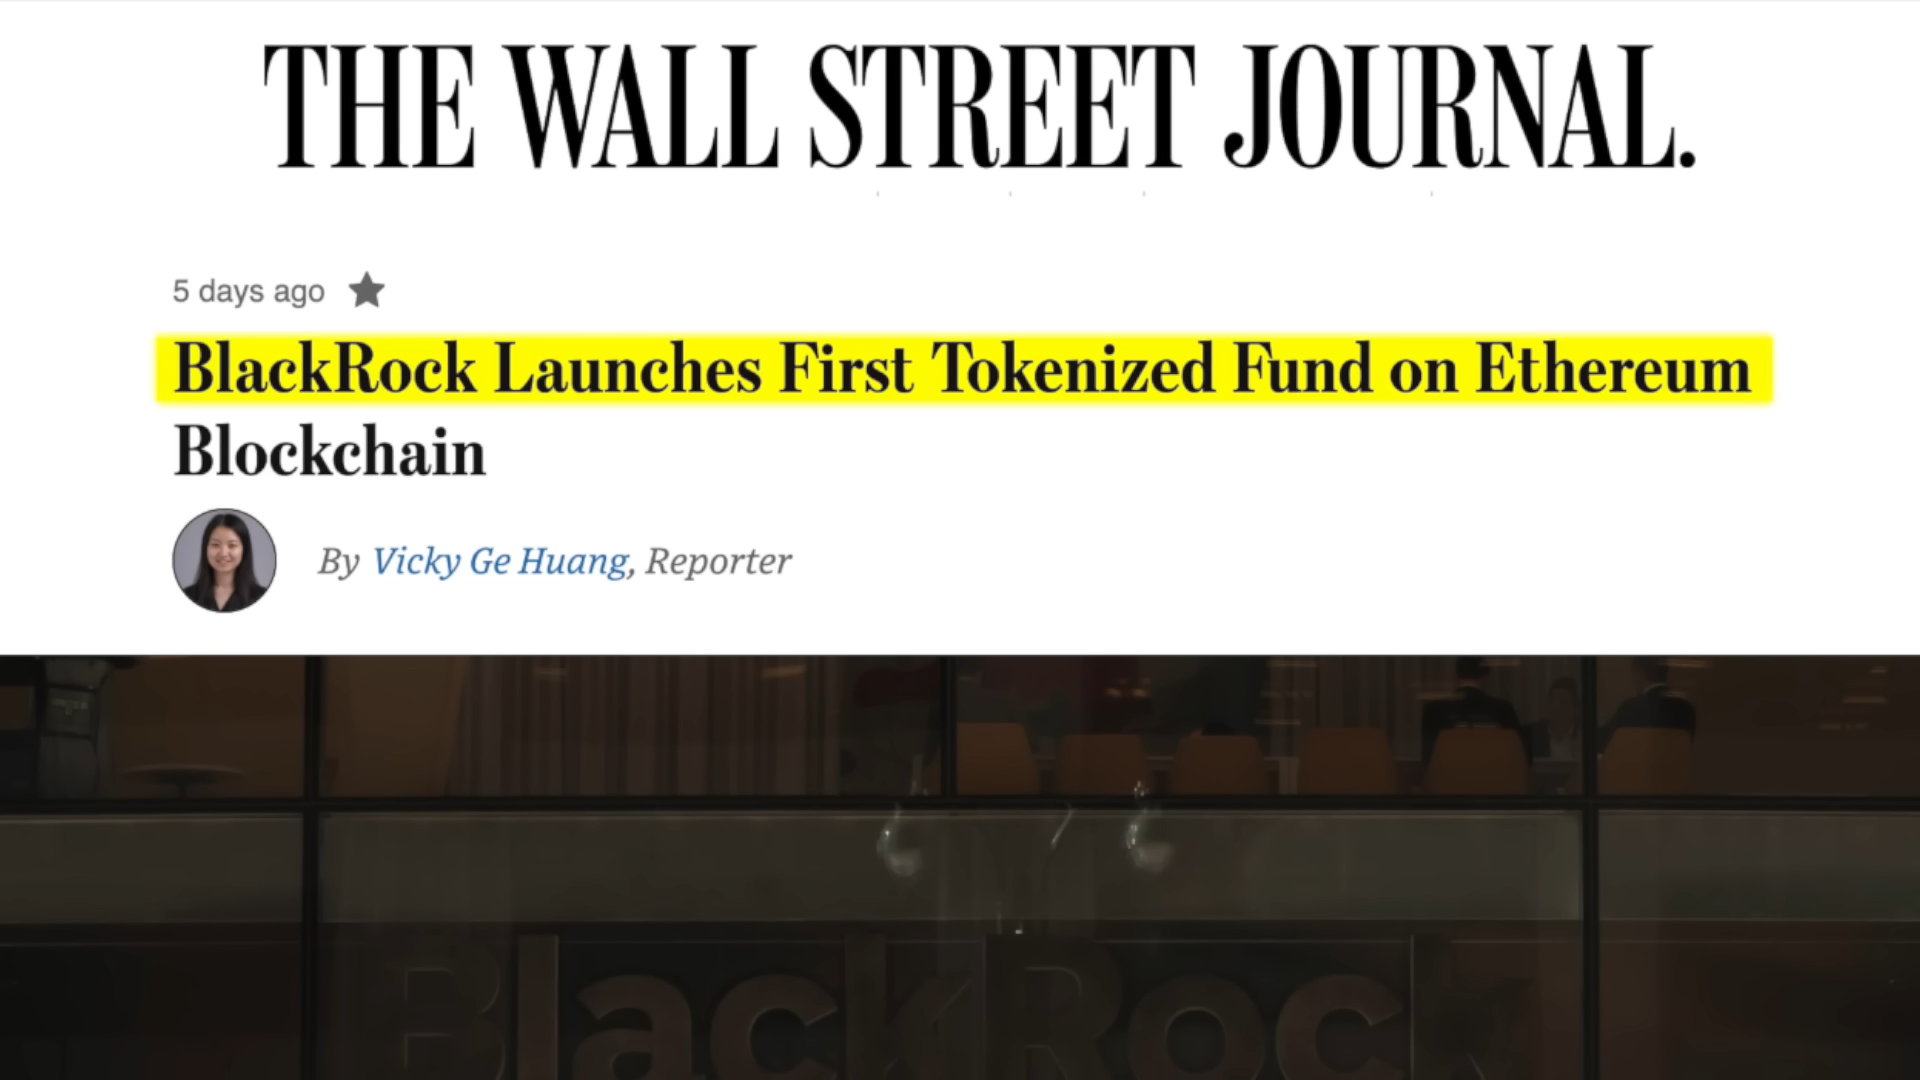 THE WALL STREET JOURNAL.
5 days ago
BlackRock Launches First Tokenized Fund on Ethereum
Blockchain
By Vicky Ge Huang, Reporter
BlackRock